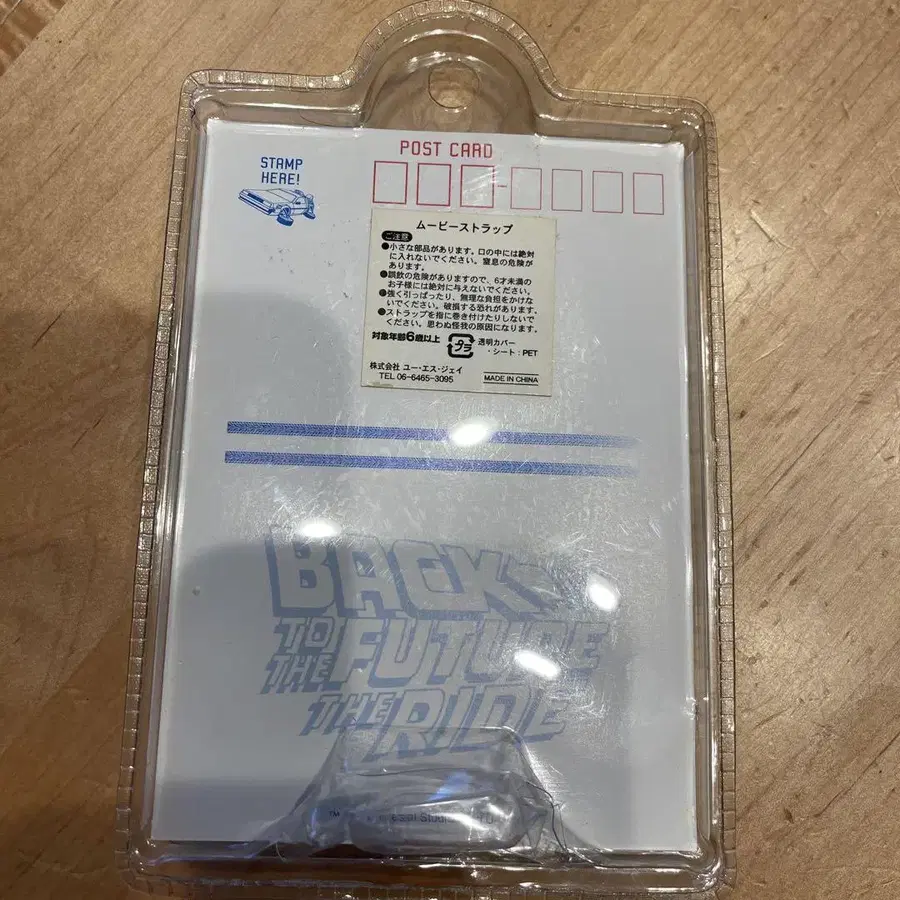 POST CARD
STAMP
HERE!
ムービーストラップ
ご注意
●小さな部品があります。口の中には絶対
に入れないでください。窒息の危険が
あります。
●誤飲の危険がありますので、6才未満の
お子様には絶対に与えないでください。
●強く引っぱったり、無理な負担をかけな
いでください。破損する恐れがあります。
●ストラップを指に巻き付けたりしないで
ください。思わぬ怪我の原因になります。
対象年齢6歳以上
プラ
透明カバー
・シート：PET
株式会社 ユー・エス・ジェイ
TEL 06-6465-3095
MADE IN CHINA
BACK
TO THE FUTURE
THE RIDE
TM